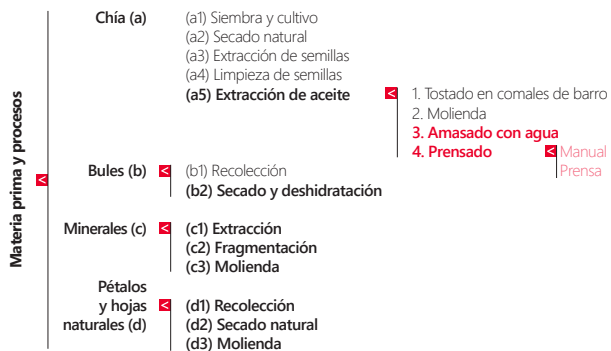 Materia prima y procesos
Chía (a)
(a1) Siembra y cultivo
(a2) Secado natural
(a3) Extracción de semillas
(a4) Limpieza de semillas
(a5) Extracción de aceite
<
1. Tostado en comales de barro
2. Molienda
3. Amasado con agua
4. Prensado
<
Manual
Prensa
<
Bules (b)
<
(b1) Recolección
(b2) Secado y deshidratación
Minerales (c)
<
(c1) Extracción
(c2) Fragmentación
(c3) Molienda
Pétalos
y hojas
naturales (d)
<
(d1) Recolección
(d2) Secado natural
(d3) Molienda